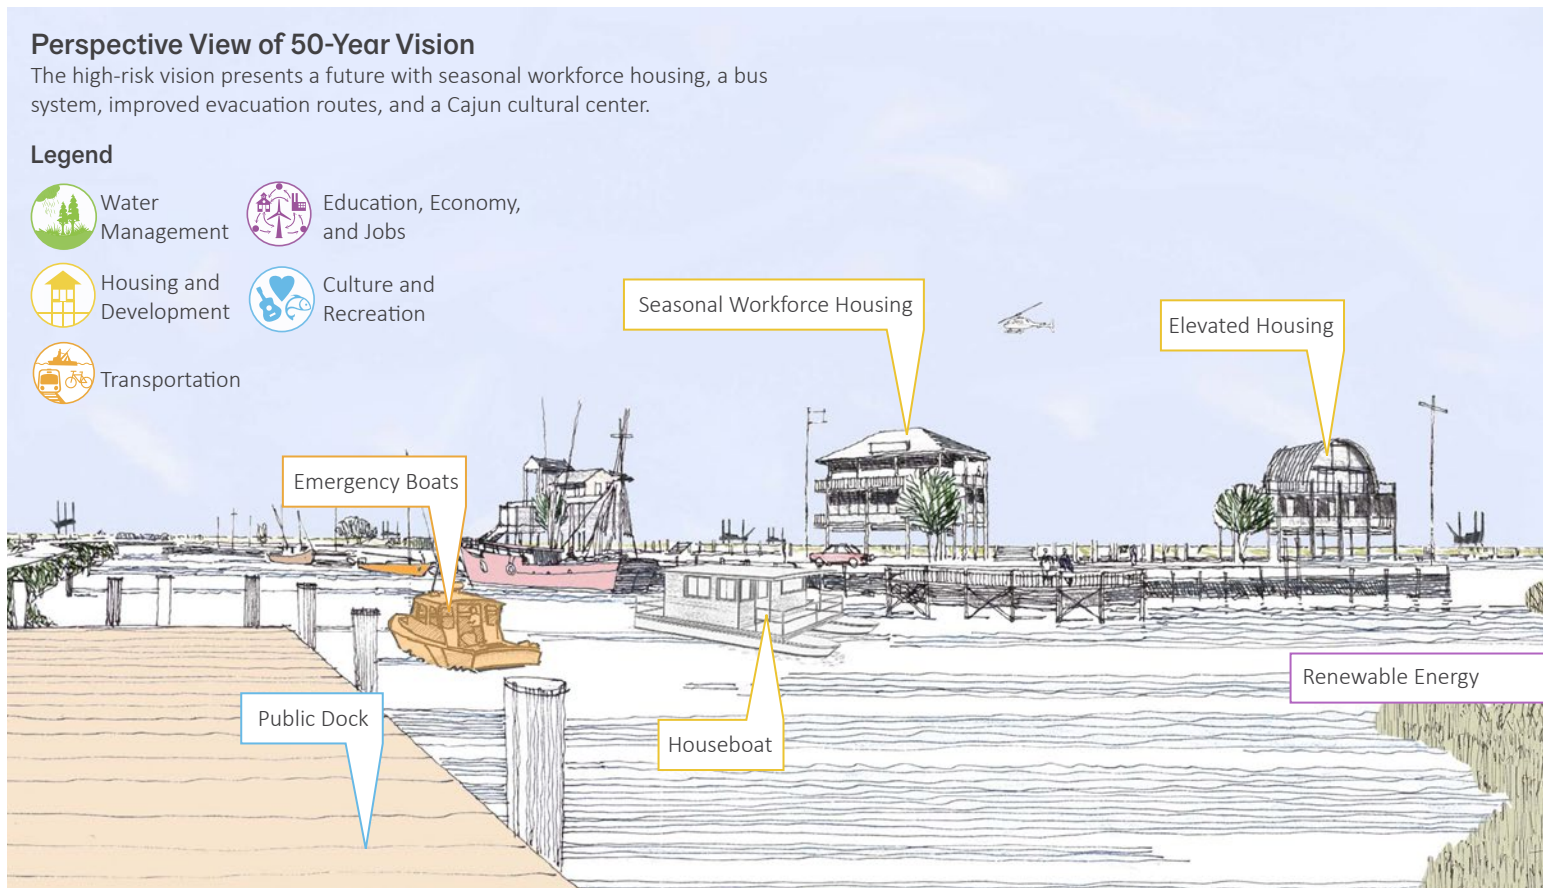 Perspective View of 50-Year Vision
The high-risk vision presents a future with seasonal workforce housing, a bus
system, improved evacuation routes, and a Cajun cultural center.
Legend
Water
Management
Education, Economy,
and Jobs
Housing and
Development
Culture and
Recreation
Transportation
Seasonal Workforce Housing
Elevated Housing
Emergency Boats
Renewable Energy
Public Dock
Houseboat